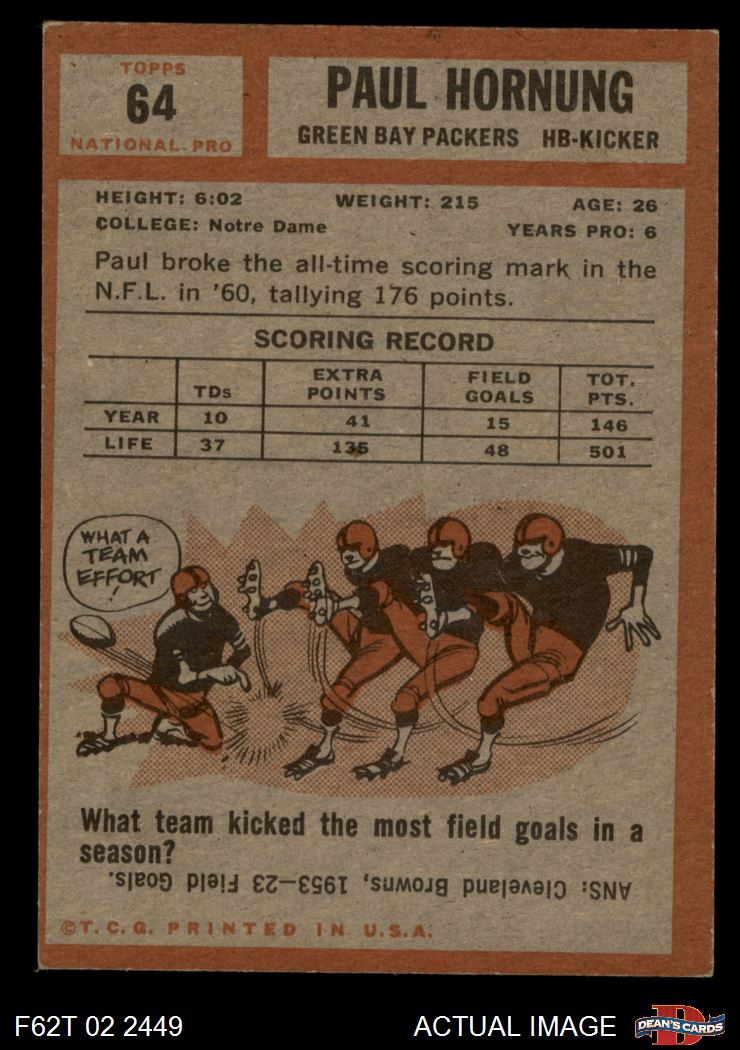 TOPPS
64
NATIONAL-PRO
PAUL HORNUNG
GREEN BAY PACKERS HB-KICKER
HEIGHT: 6:02 WEIGHT: 215 AGE: 26
COLLEGE: Notre Dame YEARS PRO: 6
Paul broke the all-time scoring mark in the
N.F.L. in '60, tallying 176 points.
SCORING RECORD
TDs EXTRA POINTS FIELD GOALS TOT. PTS.
YEAR 10 41 15 146
LIFE 37 135 48 501
WHAT A
TEAM
EFFORT
!
What team kicked the most field goals in a
season?
ANS: Cleveland Browns, 1953—23 Field Goals.
©T.C.G. PRINTED IN U.S.A.
F62T 02 2449 ACTUAL IMAGE
D
DEAN'S CARDS